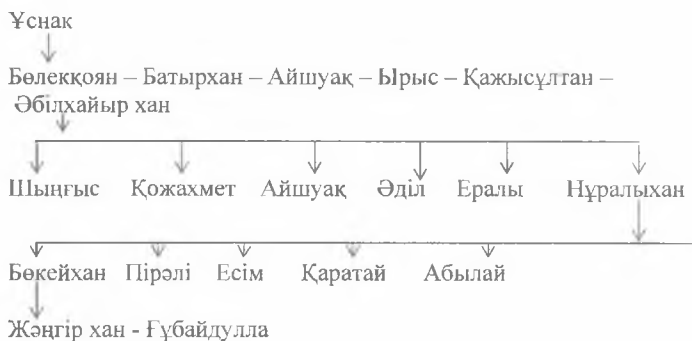 Ұснак
Бөлекқоян – Батырхан – Айшуақ – Ырыс – Қажысұлтан –
Әбілхайыр хан
Шыңғыс Қожахмет Айшуақ Әділ Ералы Нұралыхан
Бөкейхан Пірәлі Есім Қаратай Абылай
Жәңгір хан - Ғұбайдулла